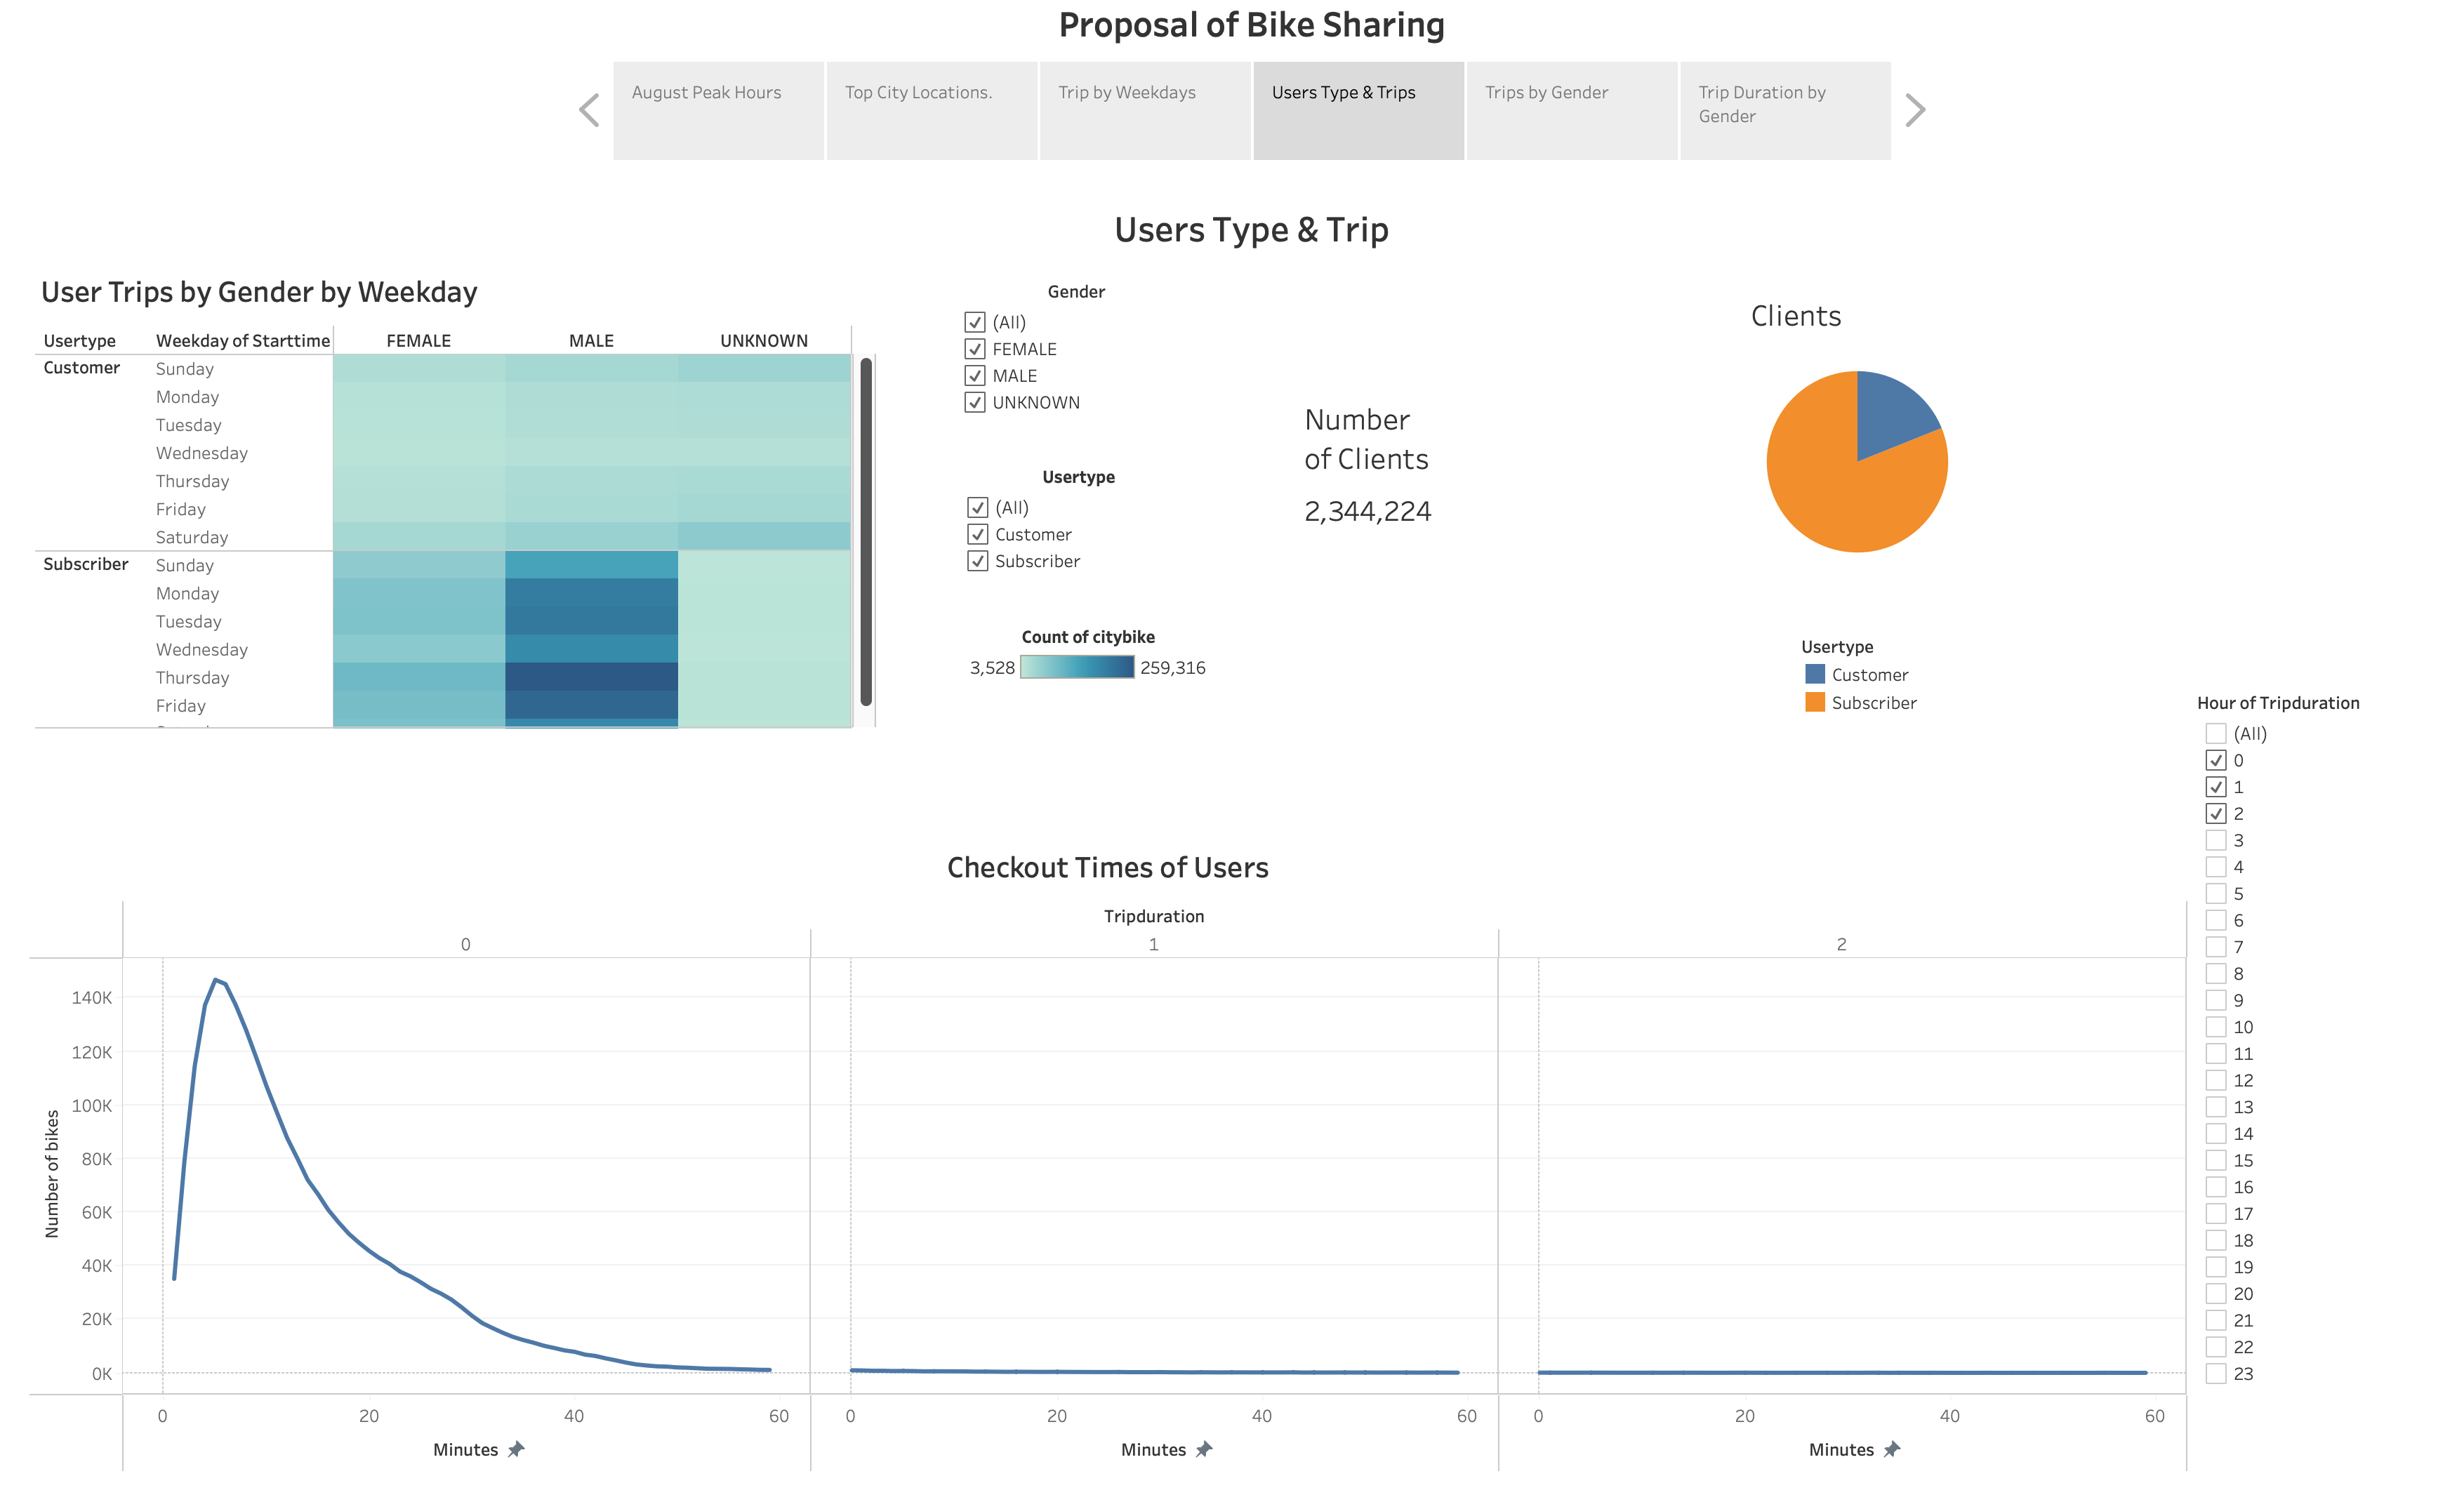 Proposal of Bike Sharing
August Peak Hours
Top City Locations.
Trip by Weekdays
Users Type & Trips
Trips by Gender
Trip Duration by
Gender
Users Type & Trip
User Trips by Gender by Weekday
Usertype Weekday of Starttime FEMALE MALE UNKNOWN
Customer Sunday
Monday
Tuesday
Wednesday
Thursday
Friday
Saturday
Subscriber Sunday
Monday
Tuesday
Wednesday
Thursday
Friday
Gender
(All)
FEMALE
MALE
UNKNOWN
Usertype
(All)
Customer
Subscriber
Count of citybike
3,528 259,316
Number
of Clients
2,344,224
Clients
Usertype
Customer
Subscriber
Hour of Tripduration
(All)
0
1
2
3
4
5
6
7
8
9
10
11
12
13
14
15
16
17
18
19
20
21
22
23
Checkout Times of Users
Tripduration
0 1 2
Number of bikes
140K
120K
100K
80K
60K
40K
20K
0K
0 20 40 60 0 20 40 60 0 20 40 60
Minutes Minutes Minutes